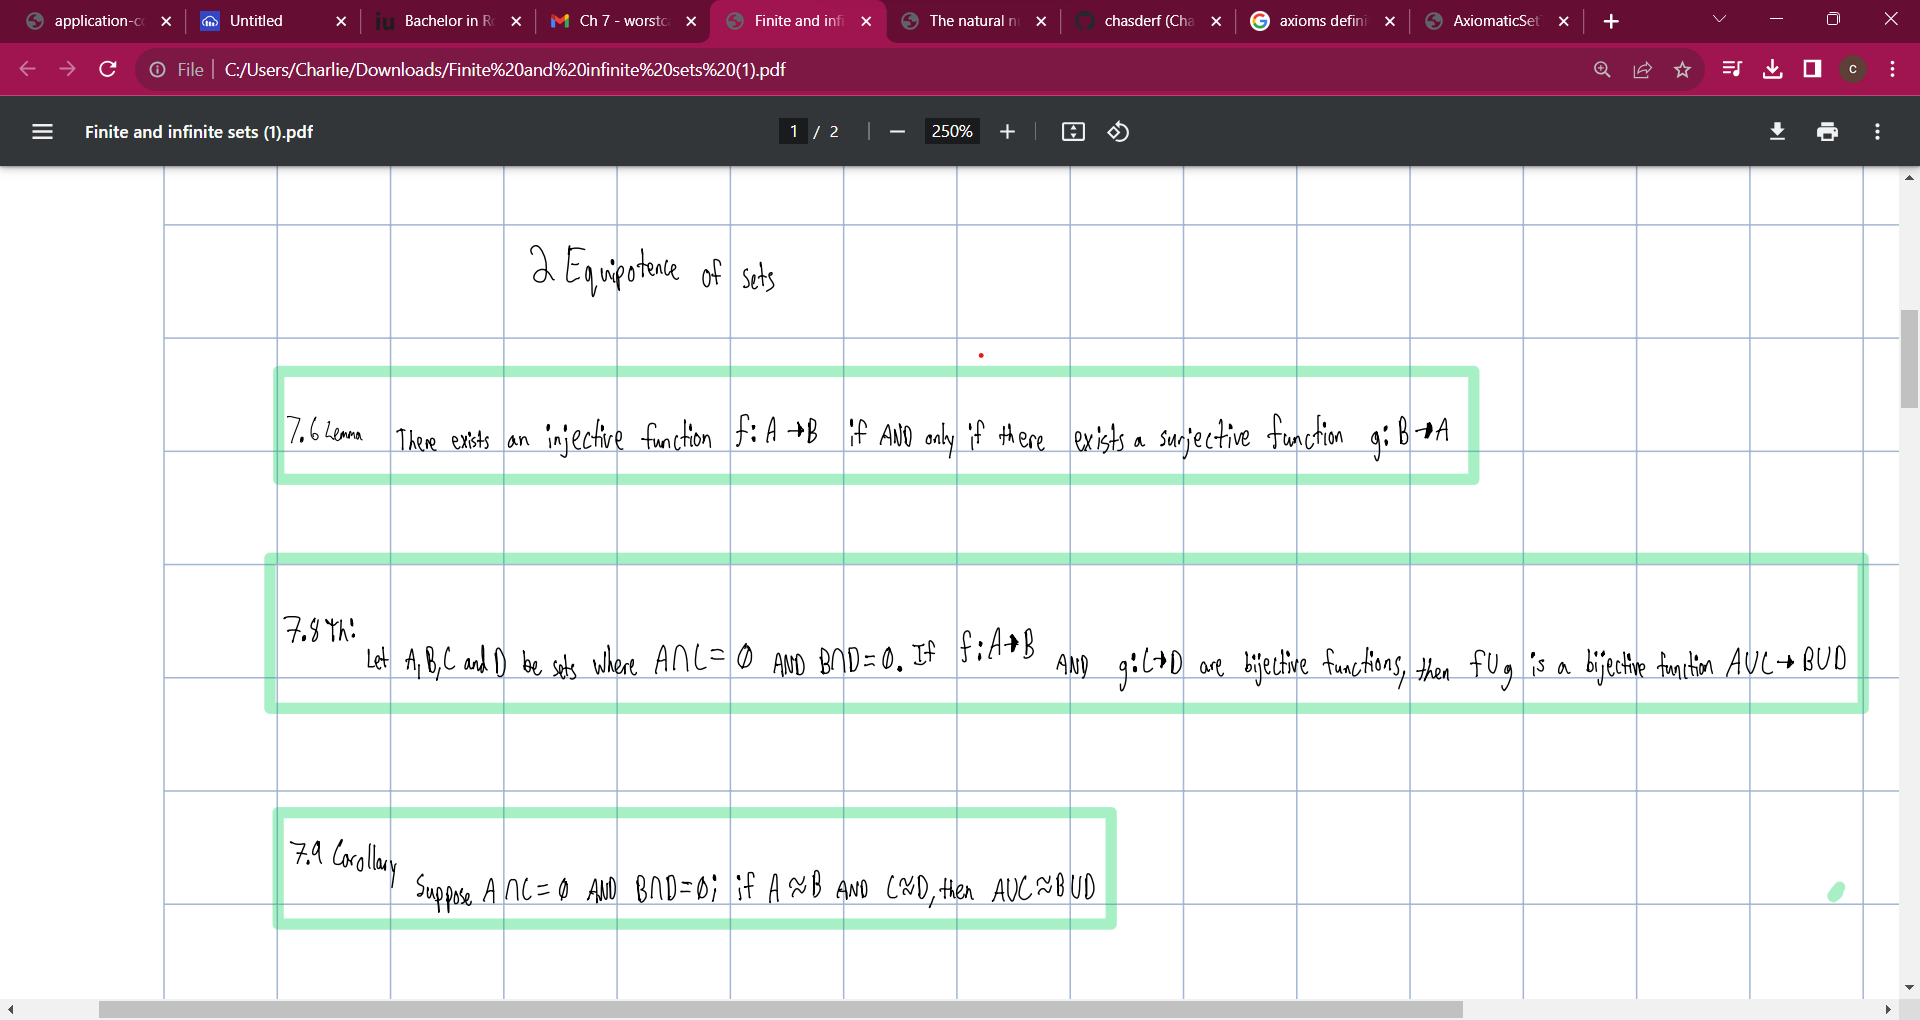 application-co
Untitled
Bachelor in Ro
Ch 7 - worstca
Finite and infi
The natural n
chasderf (Cha
axioms defini
AxiomaticSet
File
C:/Users/Charlie/Downloads/Finite%20and%20infinite%20sets%20(1).pdf
c
Finite and infinite sets (1).pdf
1 / 2
250%
2 Equipotence of sets
7.6 Lemma There exists an injective function f: A → B if AND only if there exists a surjective function g: B → A
7.8 Th: Let A, B, C and D be sets where A∩C = ∅ AND B∩D = ∅. If f: A → B AND g: C → D are bijective functions, then f∪g is a bijective function A∪C → B∪D
7.9 Corollary Suppose A∩C = ∅ AND B∩D = ∅; if A ≈ B AND C ≈ D, then A∪C ≈ B∪D